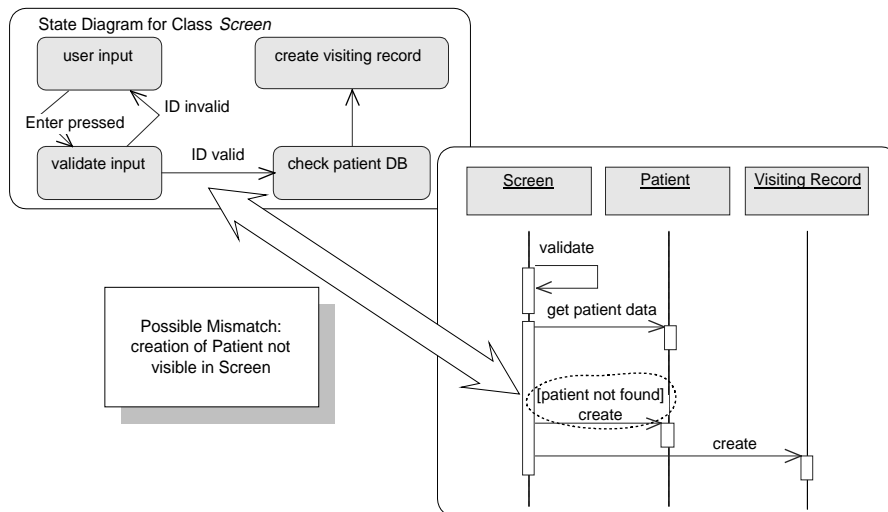 State Diagram for Class Screen
user input
create visiting record
ID invalid
Enter pressed
validate input
ID valid
check patient DB
Possible Mismatch:
creation of Patient not
visible in Screen
Screen
Patient
Visiting Record
validate
get patient data
[patient not found]
create
create